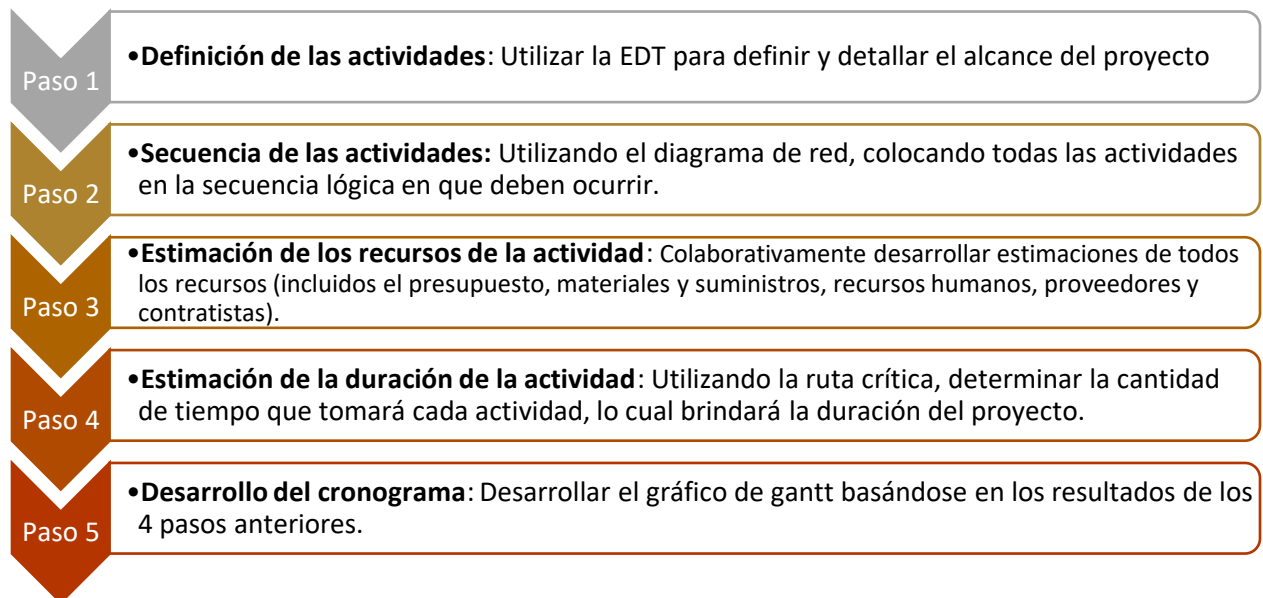 Paso 1
•Definición de las actividades: Utilizar la EDT para definir y detallar el alcance del proyecto
Paso 2
•Secuencia de las actividades: Utilizando el diagrama de red, colocando todas las actividades
en la secuencia lógica en que deben ocurrir.
Paso 3
•Estimación de los recursos de la actividad: Colaborativamente desarrollar estimaciones de todos
los recursos (incluidos el presupuesto, materiales y suministros, recursos humanos, proveedores y
contratistas).
Paso 4
•Estimación de la duración de la actividad: Utilizando la ruta crítica, determinar la cantidad
de tiempo que tomará cada actividad, lo cual brindará la duración del proyecto.
Paso 5
•Desarrollo del cronograma: Desarrollar el gráfico de gantt basándose en los resultados de los
4 pasos anteriores.